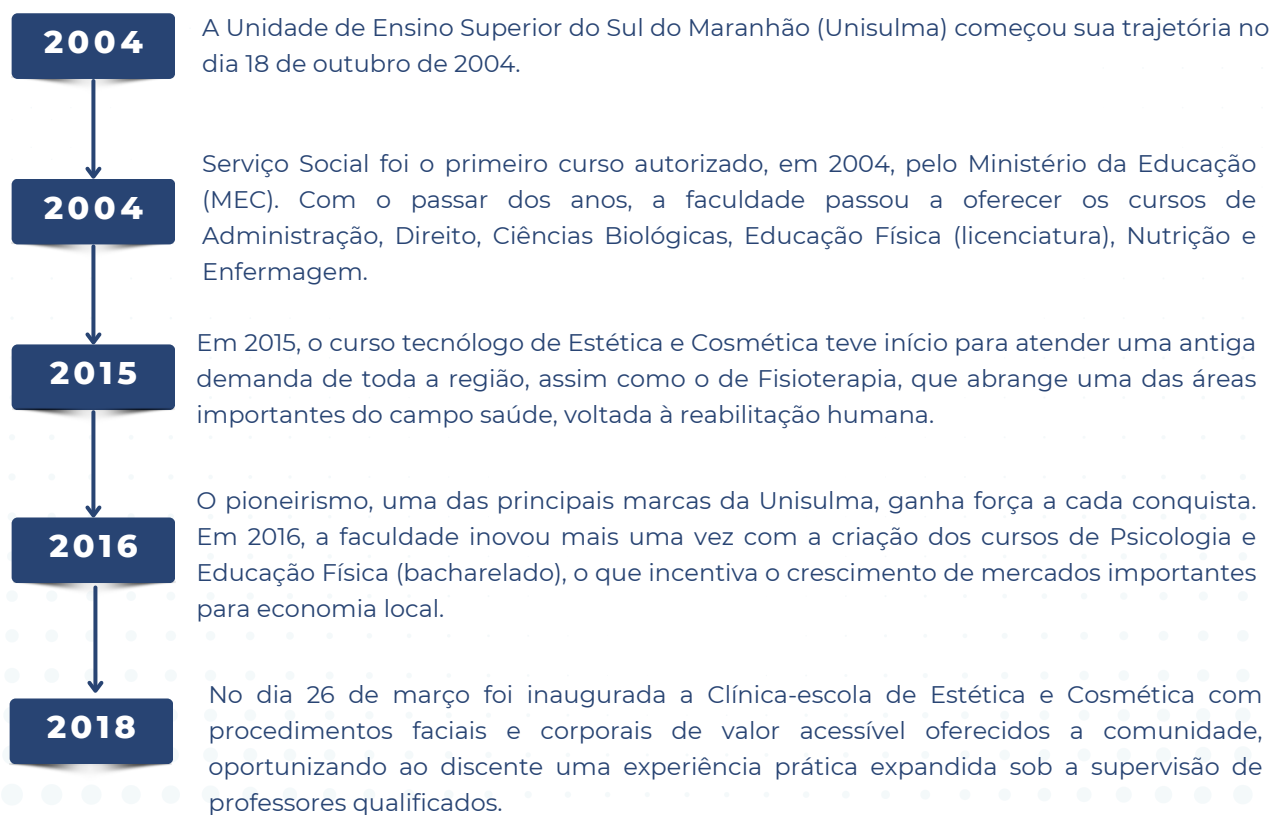 2004
A Unidade de Ensino Superior do Sul do Maranhão (Unisulma) começou sua trajetória no
dia 18 de outubro de 2004.
2004
Serviço Social foi o primeiro curso autorizado, em 2004, pelo Ministério da Educação
(MEC). Com o passar dos anos, a faculdade passou a oferecer os cursos de
Administração, Direito, Ciências Biológicas, Educação Física (licenciatura), Nutrição e
Enfermagem.
2015
Em 2015, o curso tecnólogo de Estética e Cosmética teve início para atender uma antiga
demanda de toda a região, assim como o de Fisioterapia, que abrange uma das áreas
importantes do campo saúde, voltada à reabilitação humana.
2016
O pioneirismo, uma das principais marcas da Unisulma, ganha força a cada conquista.
Em 2016, a faculdade inovou mais uma vez com a criação dos cursos de Psicologia e
Educação Física (bacharelado), o que incentiva o crescimento de mercados importantes
para economia local.
2018
No dia 26 de março foi inaugurada a Clínica-escola de Estética e Cosmética com
procedimentos faciais e corporais de valor acessível oferecidos a comunidade,
oportunizando ao discente uma experiência prática expandida sob a supervisão de
professores qualificados.